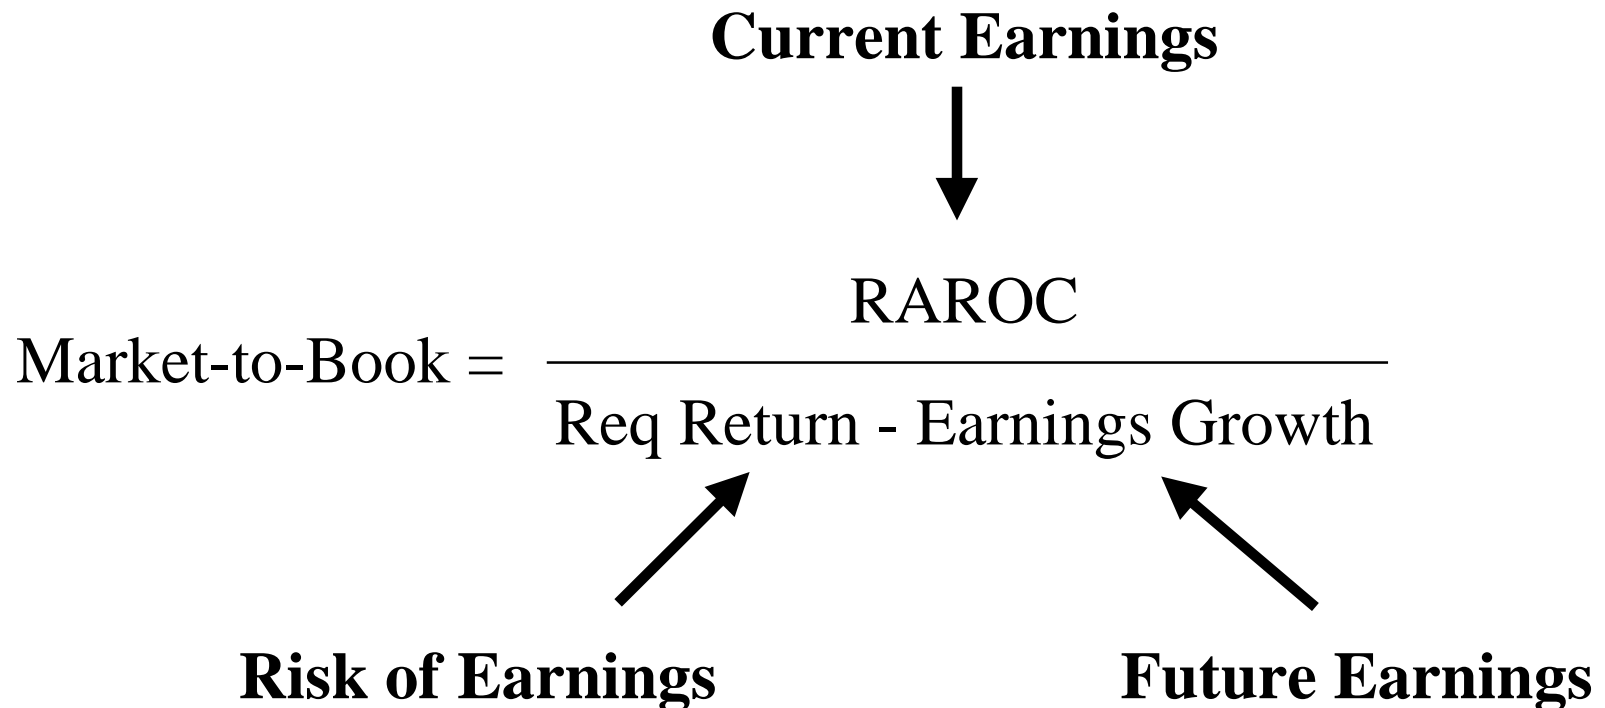 Current Earnings
RAROC
Market-to-Book =
Req Return - Earnings Growth
Risk of Earnings
Future Earnings